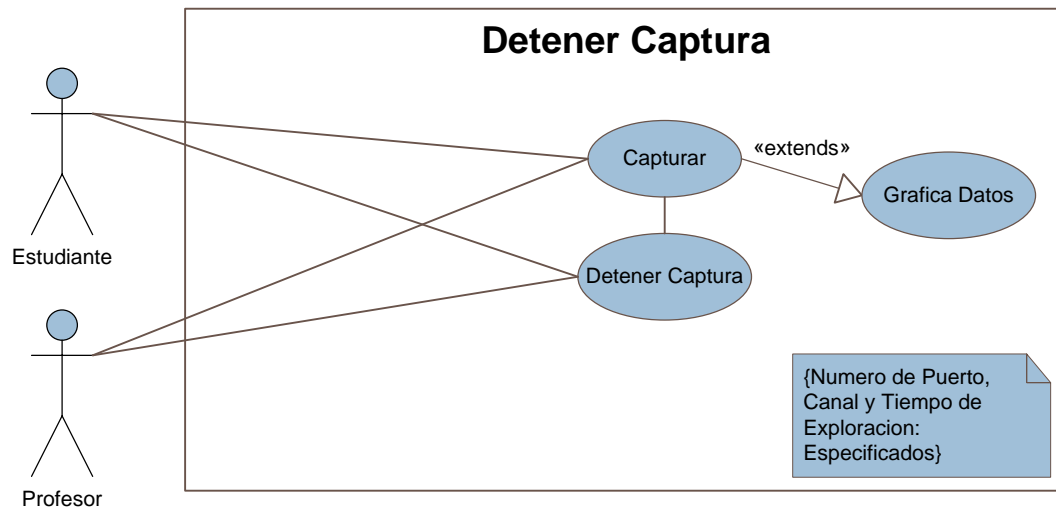 Detener Captura
Capturar
«extends»
Grafica Datos
Detener Captura
Estudiante
{Numero de Puerto,
Canal y Tiempo de
Exploracion:
Especificados}
Profesor